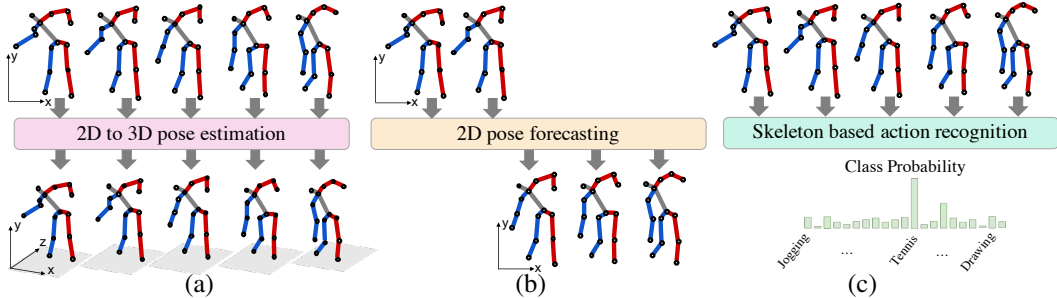 y
x
2D to 3D pose estimation
y
z
x
(a)
y
x
2D pose forecasting
y
x
(b)
Skeleton based action recognition
Class Probability
Jogging
...
Tennis
...
Drawing
(c)